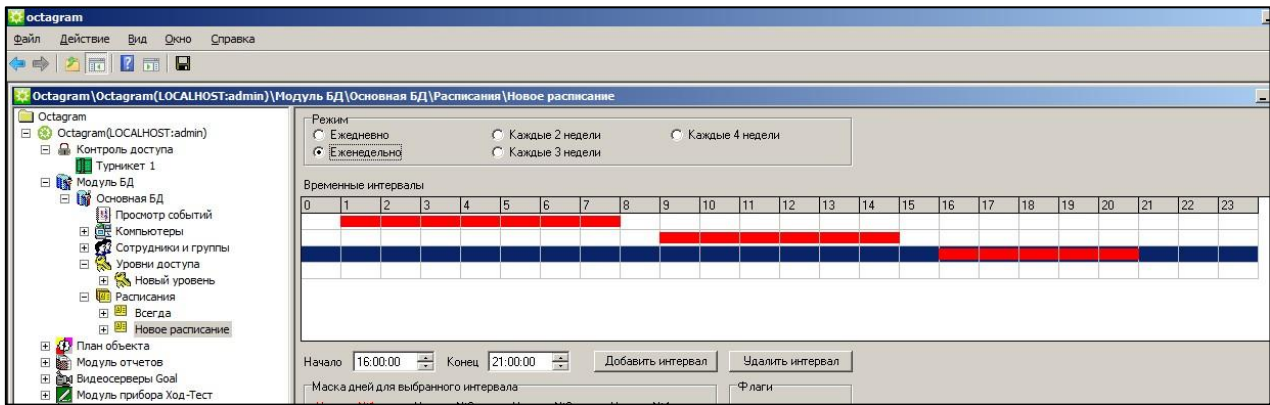 octagram
Файл Действие Вид Окно Справка
Octagram\Octagram(LOCALHOST:admin)\Модуль БД\Основная БД\Расписания\Новое расписание
Octagram
Octagram(LOCALHOST:admin)
Контроль доступа
Турникет 1
Модуль БД
Основная БД
Просмотр событий
Компьютеры
Сотрудники и группы
Уровни доступа
Новый уровень
Расписания
Всегда
Новое расписание
План объекта
Модуль отчетов
Видеосерверы Goal
Модуль прибора Ход-Тест
Режим
Ежедневно Каждые 2 недели Каждые 4 недели
Еженедельно Каждые 3 недели
Временные интервалы
0 1 2 3 4 5 6 7 8 9 10 11 12 13 14 15 16 17 18 19 20 21 22 23
Начало 16:00:00 Конец 21:00:00 Добавить интервал Удалить интервал
Маска дней для выбранного интервала Флаги